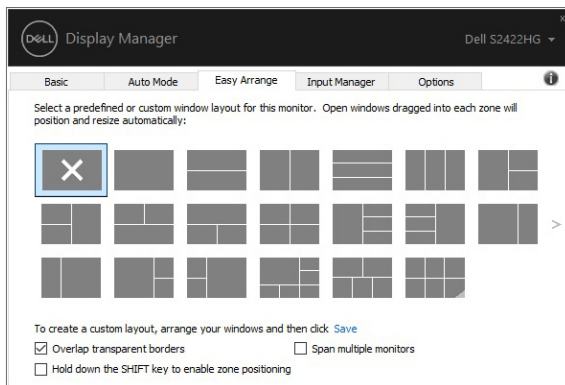 DELL Display Manager
Dell S2422HG
Basic Auto Mode Easy Arrange Input Manager Options
Select a predefined or custom window layout for this monitor. Open windows dragged into each zone will
position and resize automatically:
To create a custom layout, arrange your windows and then click Save
Overlap transparent borders Span multiple monitors
Hold down the SHIFT key to enable zone positioning